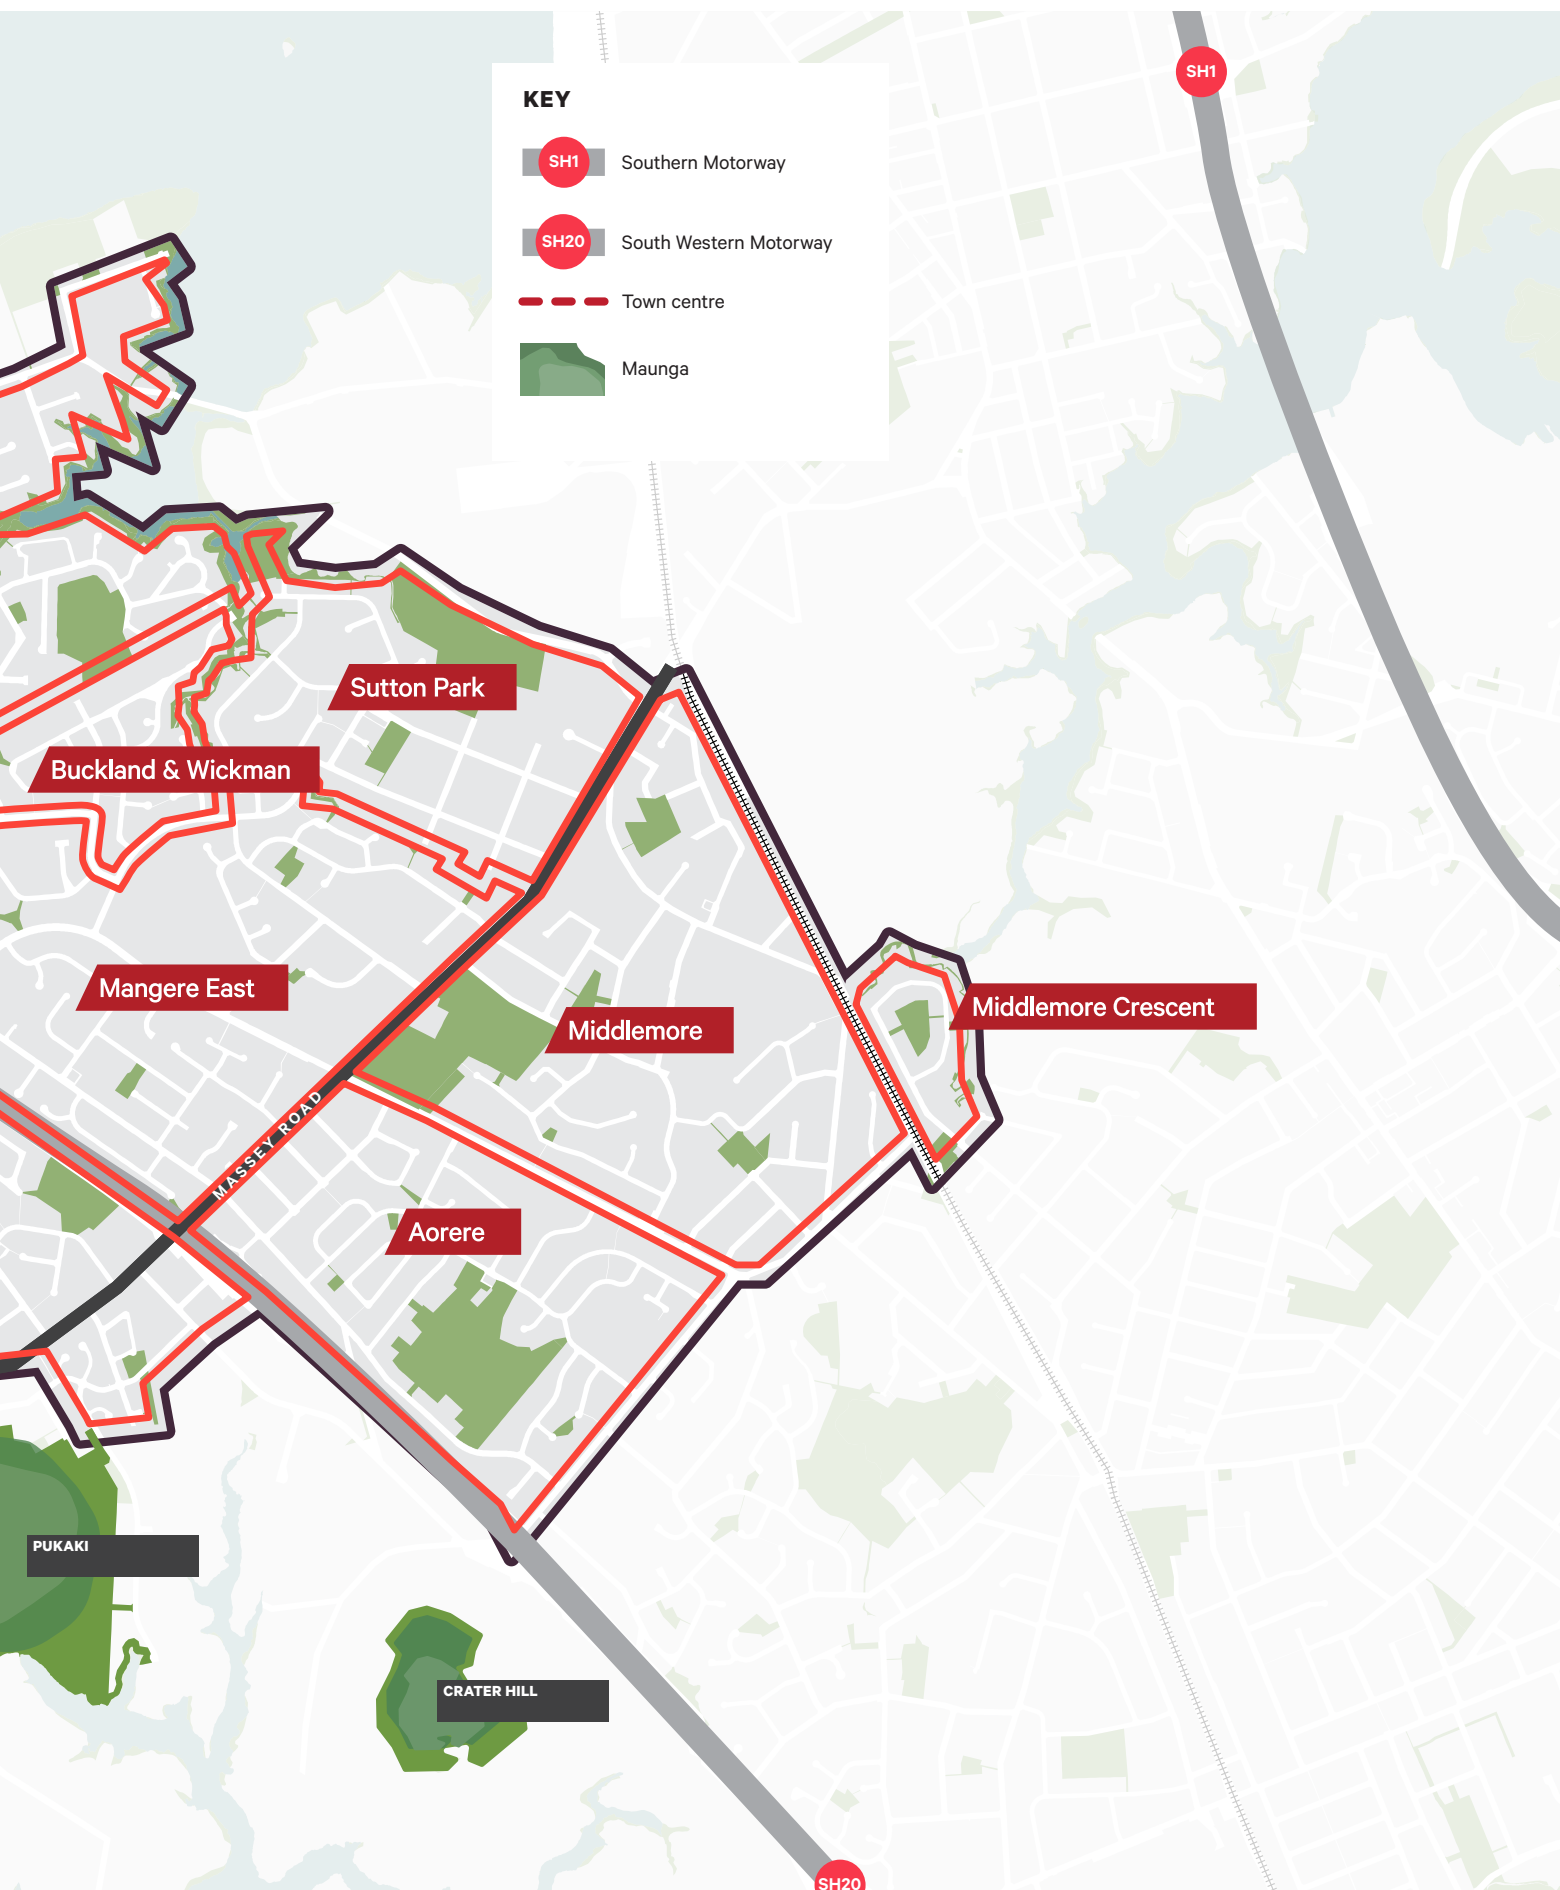 SH1
KEY
SH1
Southern Motorway
SH20
South Western Motorway
Town centre
Maunga
Sutton Park
Buckland & Wickman
Mangere East
Middlemore
Middlemore Crescent
MASSEY ROAD
Aorere
PUKAKI
CRATER HILL
SH20